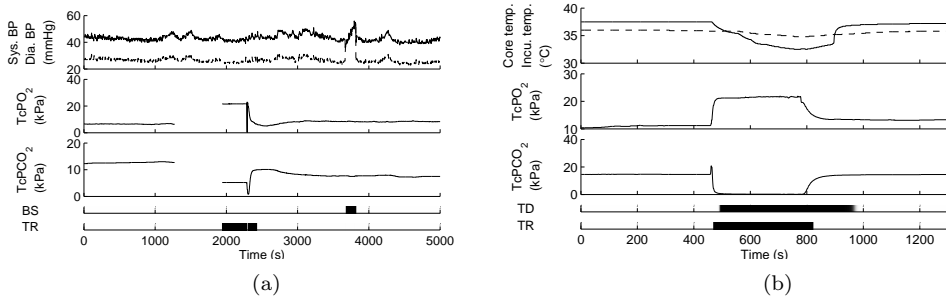 Sys. BP
Dia. BP
(mmHg)
60
40
20
TcPO2
(kPa)
40
20
0
TcPCO2
(kPa)
20
10
0
BS
TR
0
1000
2000
3000
4000
5000
Time (s)
(a)
Core temp.
Incu. temp.
(°C)
40
35
30
TcPO2
(kPa)
30
20
10
TcPCO2
(kPa)
40
20
0
TD
TR
0
200
400
600
800
1000
1200
Time (s)
(b)